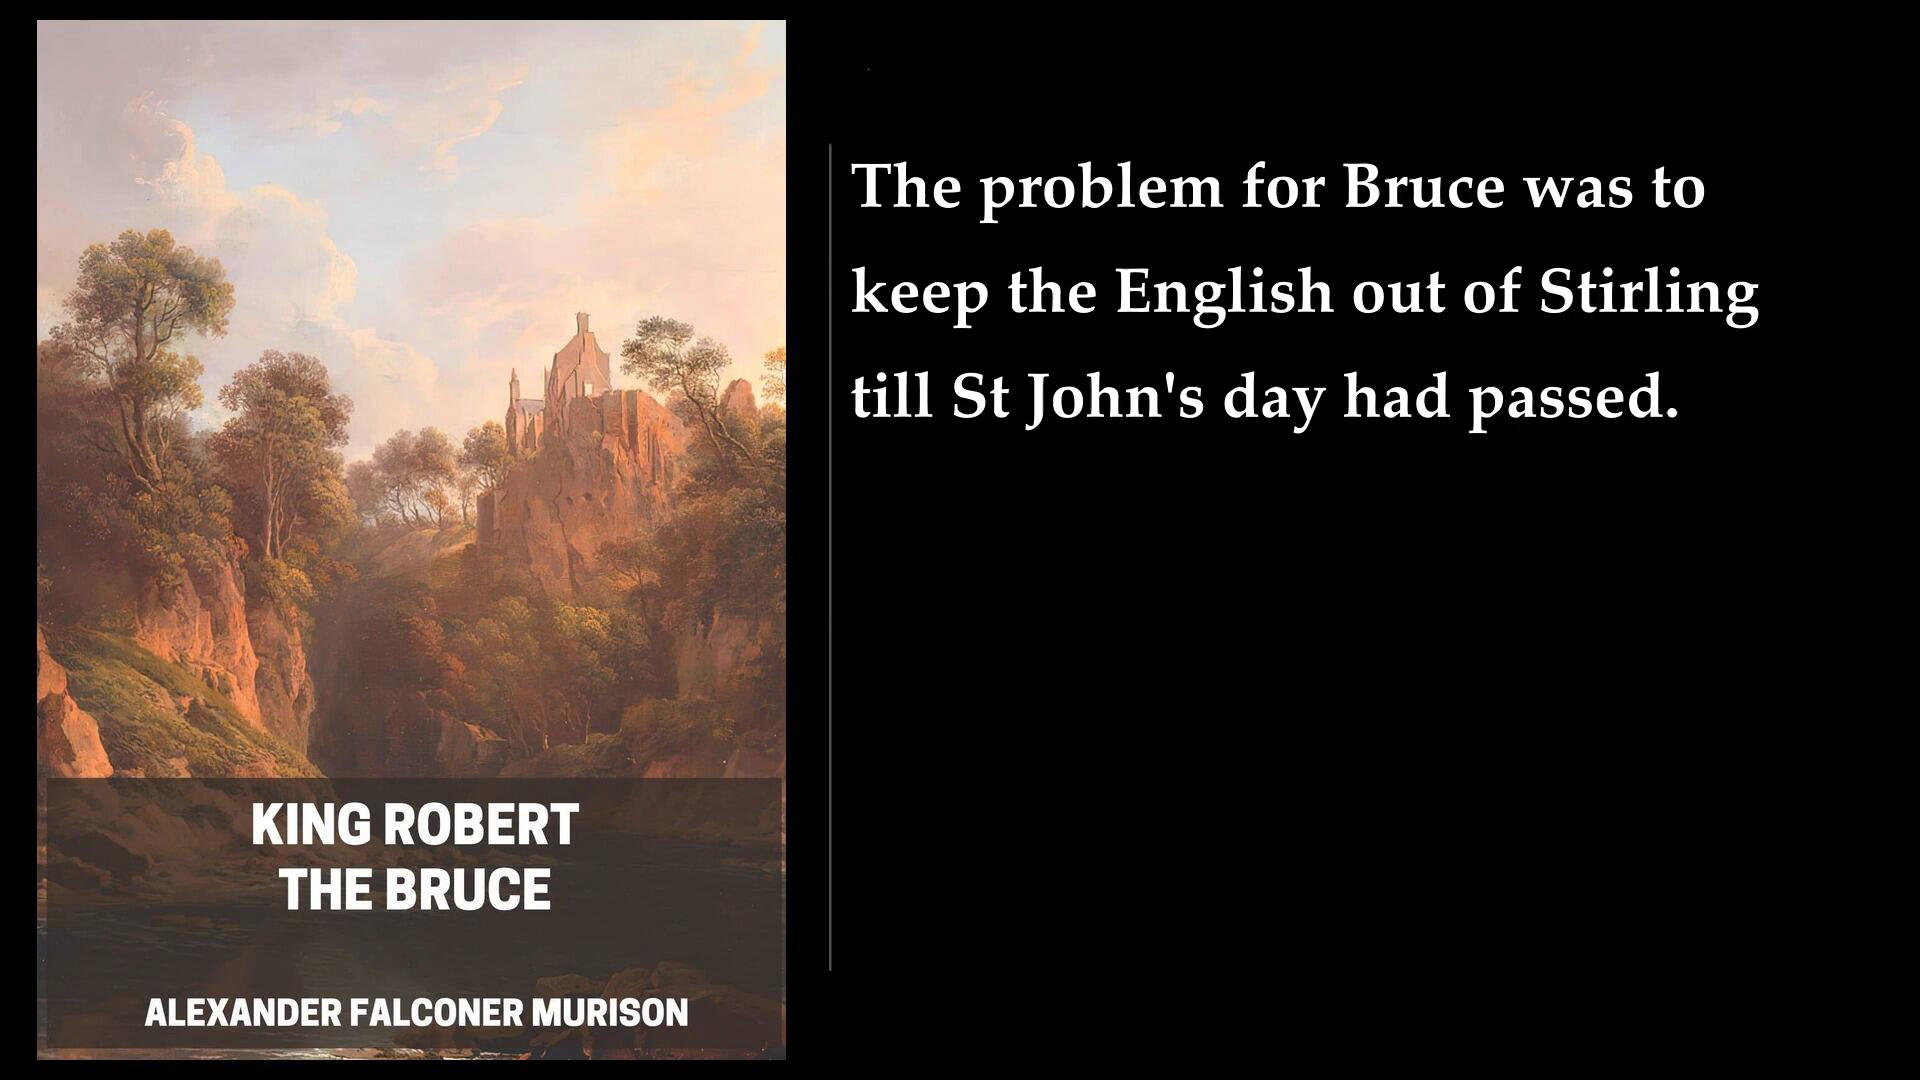 The problem for Bruce was to
keep the English out of Stirling
till St John's day had passed.
KING ROBERT
THE BRUCE
ALEXANDER FALCONER MURISON